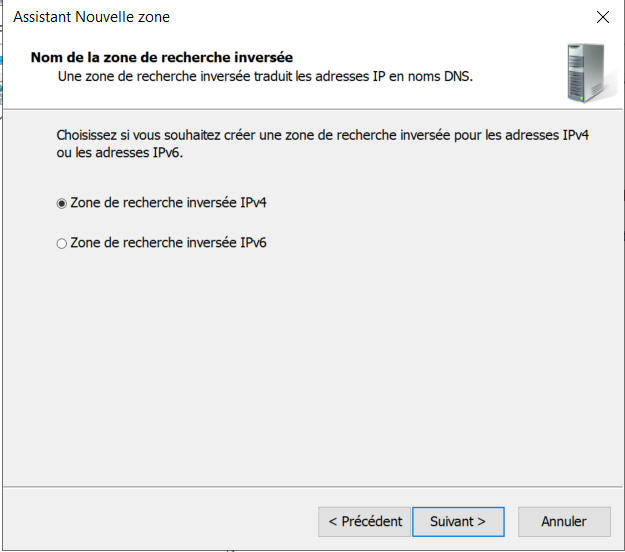 Assistant Nouvelle zone
Nom de la zone de recherche inversée
Une zone de recherche inversée traduit les adresses IP en noms DNS.
Choisissez si vous souhaitez créer une zone de recherche inversée pour les adresses IPv4
ou les adresses IPv6.
Zone de recherche inversée IPv4
Zone de recherche inversée IPv6
< Précédent
Suivant >
Annuler